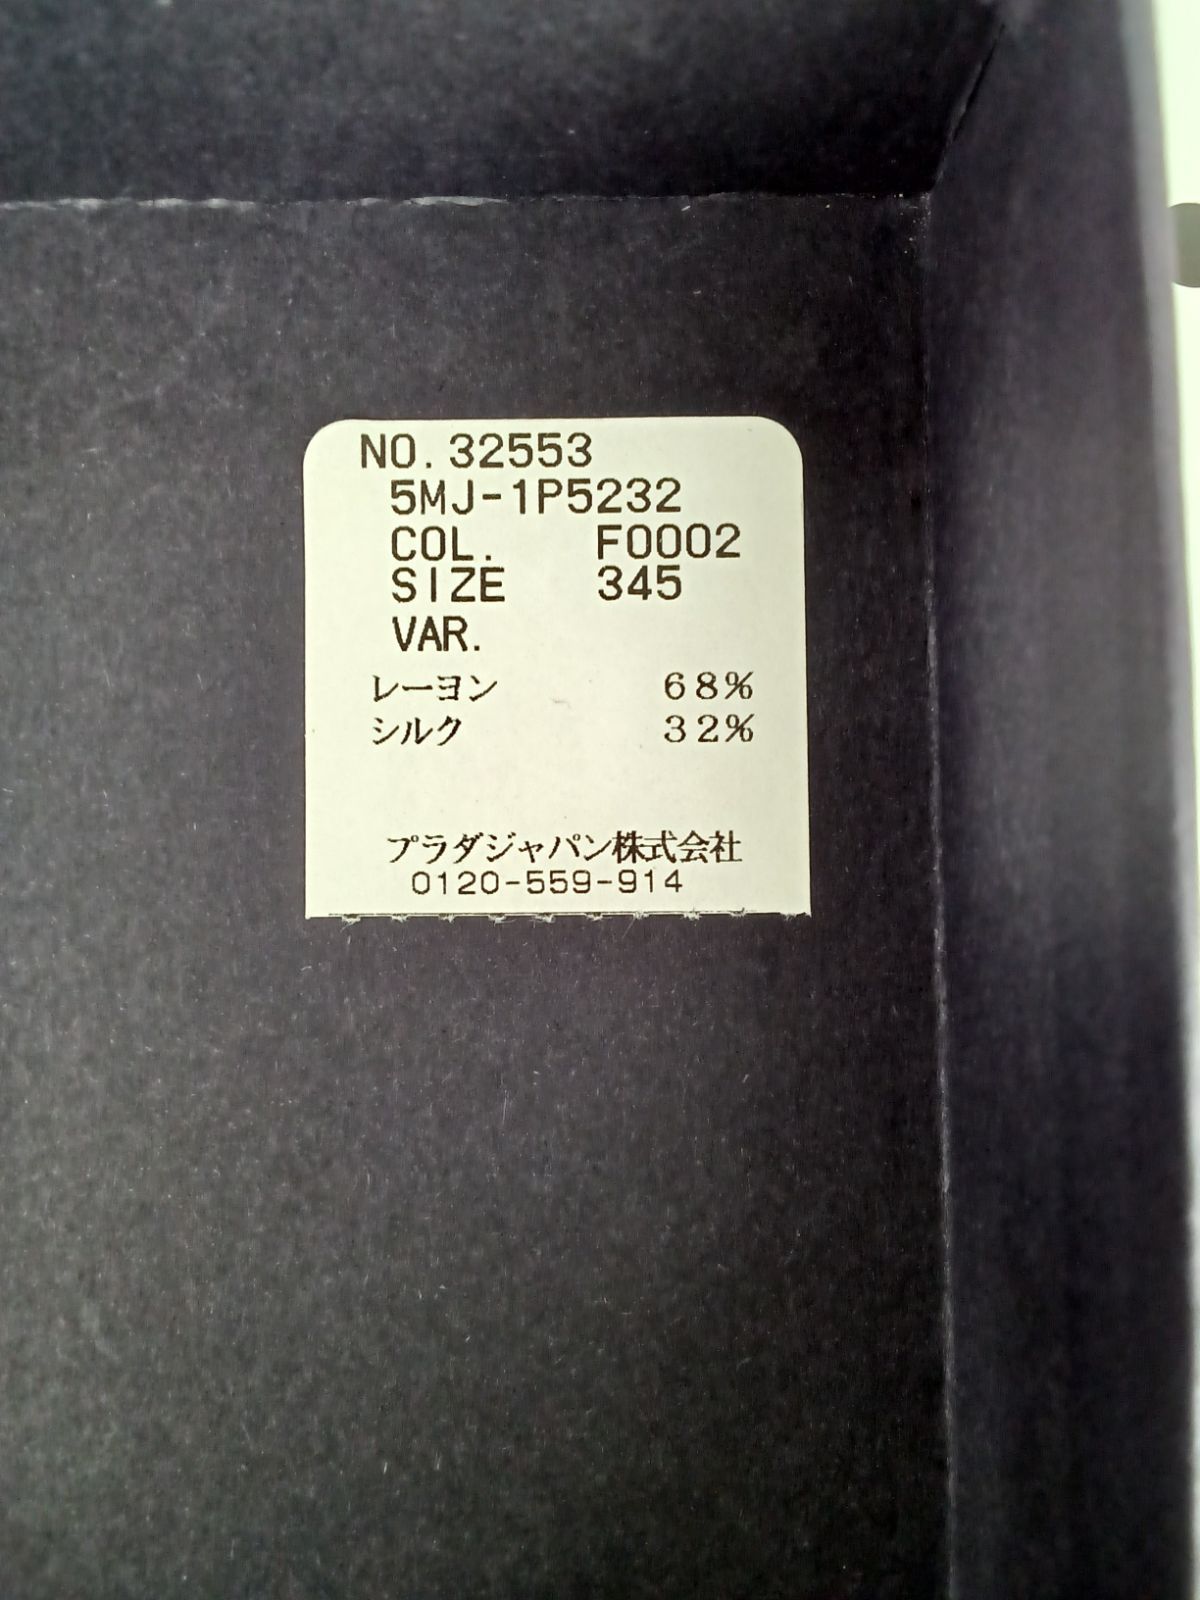 NO.32553
5MJ-1P5232
COL. F0002
SIZE 345
VAR.
レーヨン 68%
シルク 32%
プラダジャパン株式会社
0120-559-914